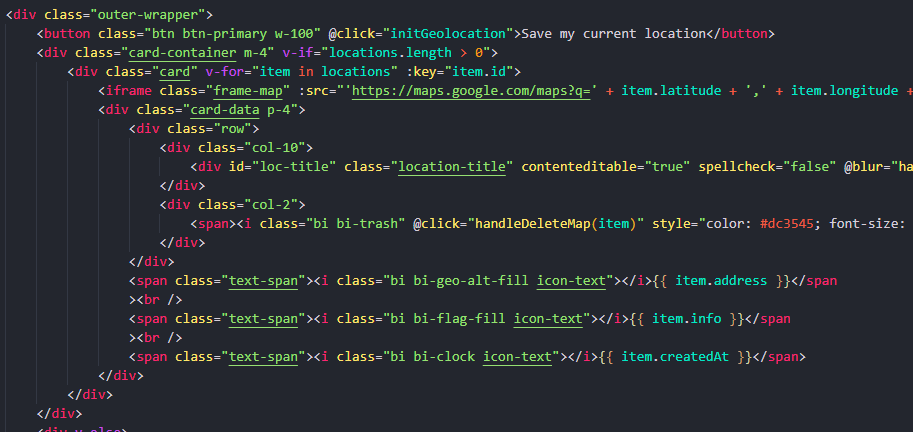 <div class="outer-wrapper">
<button class="btn btn-primary w-100" @click="initGeolocation">Save my current location</button>
<div class="card-container m-4" v-if="locations.length > 0">
<div class="card" v-for="item in locations" :key="item.id">
<iframe class="frame-map" :src="'https://maps.google.com/maps?q=' + item.latitude + ',' + item.longitude +
<div class="card-data p-4">
<div class="row">
<div class="col-10">
<div id="loc-title" class="location-title" contenteditable="true" spellcheck="false" @blur="ha
</div>
<div class="col-2">
<span><i class="bi bi-trash" @click="handleDeleteMap(item)" style="color: #dc3545; font-size:
</div>
</div>
<span class="text-span"><i class="bi bi-geo-alt-fill icon-text"></i>{{ item.address }}</span
><br />
<span class="text-span"><i class="bi bi-flag-fill icon-text"></i>{{ item.info }}</span
><br />
<span class="text-span"><i class="bi bi-clock icon-text"></i>{{ item.createdAt }}</span>
</div>
</div>
</div>
<div v-else>